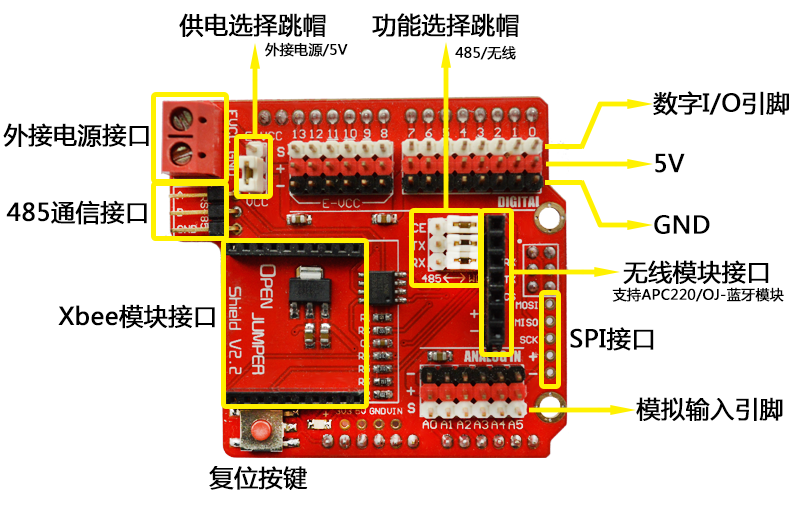 供电选择跳帽
外接电源/5V
功能选择跳帽
485/无线
外接电源接口
数字I/O引脚
13 12 11 10 9 8
7 6 5 4 3 2 1 0
S
+
-
5V
485通信接口
VCC
E-VCC
DIGITAL
GND
CE
TX
RX
485
无线模块接口
支持APC220/OJ-蓝牙模块
Xbee模块接口
OPEN JUMPER
Shield V2.2
MOSI
MISO
SCK
+
-
SPI接口
ANALOG IN
-
+
S
模拟输入引脚
A0 A1 A2 A3 A4 A5
3V3 5V GND VIN
复位按键